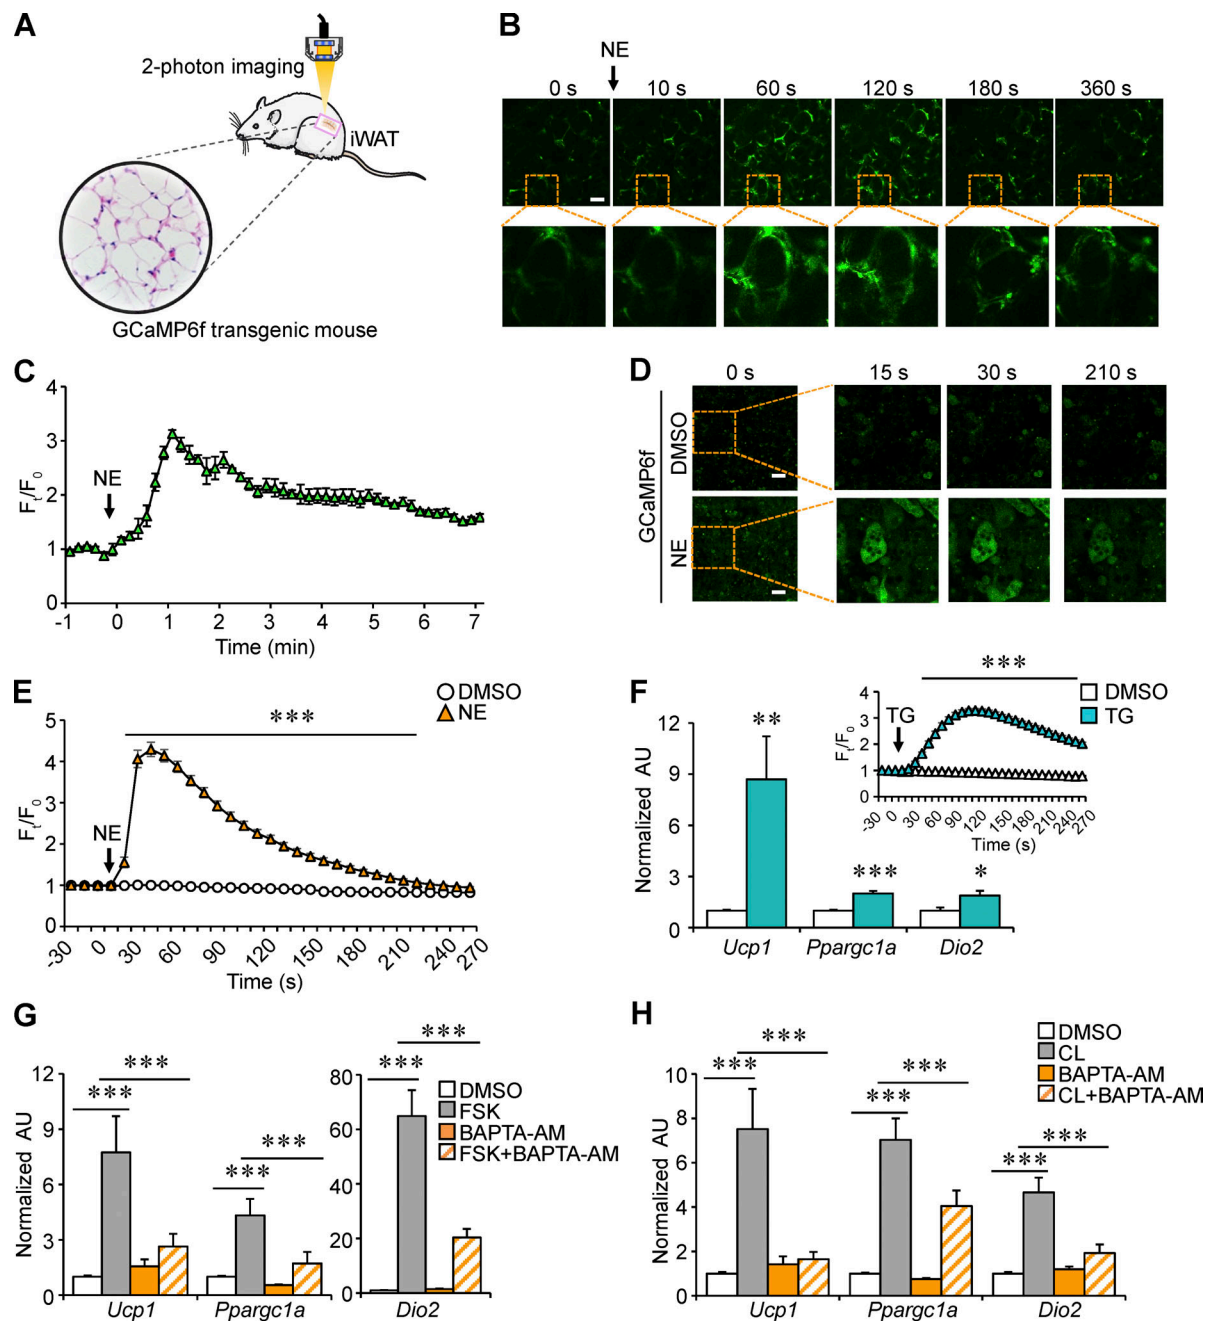 A
2-photon imaging
iWAT
GCaMP6f transgenic mouse
B
NE
0 s 10 s 60 s 120 s 180 s 360 s
C
Ft/F0
4
3
2
1
0
NE
-1 0 1 2 3 4 5 6 7
Time (min)
D
0 s 15 s 30 s 210 s
GCaMP6f
DMSO
NE
E
DMSO
NE
***
Ft/F0
5
4
3
2
1
0
NE
-30 0 30 60 90 120 150 180 210 240 270
Time (s)
F
DMSO
TG
Normalized AU
12
9
6
3
0
**
***
*
Ucp1 Ppargc1a Dio2
***
Ft/F0
4
3
2
1
0
TG
-30 0 30 60 90 120 150 180 210 240 270
Time (s)
G
Normalized AU
12
9
6
3
0
***
***
***
***
Ucp1 Ppargc1a
80
60
40
20
0
***
***
Dio2
DMSO
FSK
BAPTA-AM
FSK+BAPTA-AM
H
DMSO
CL
BAPTA-AM
CL+BAPTA-AM
Normalized AU
10
8
6
4
2
0
***
***
***
***
***
***
Ucp1 Ppargc1a Dio2